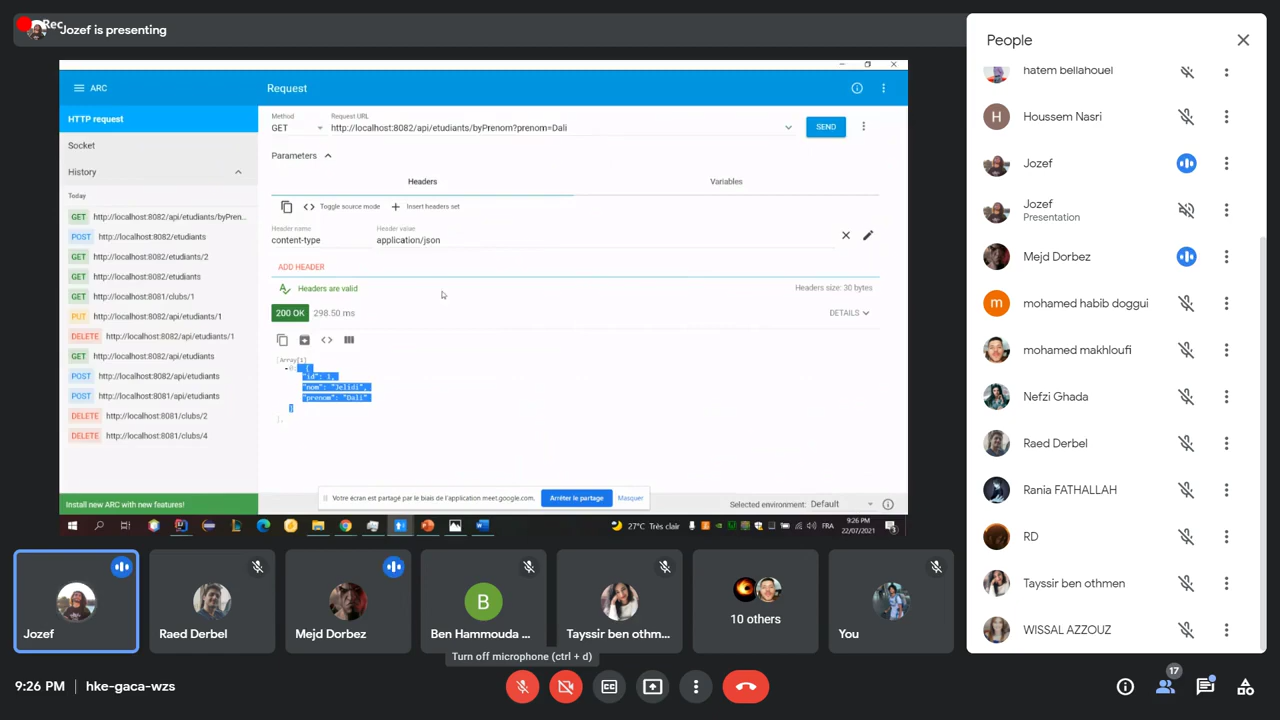 Rec
Jozef is presenting
ARC
Request
HTTP request
Socket
History
Today
GET http://localhost:8082/api/etudiants/byPren...
POST http://localhost:8082/etudiants
GET http://localhost:8082/etudiants/2
GET http://localhost:8082/etudiants
GET http://localhost:8081/clubs/1
PUT http://localhost:8082/api/etudiants/1
DELETE http://localhost:8082/api/etudiants/1
GET http://localhost:8082/api/etudiants
POST http://localhost:8082/api/etudiants
POST http://localhost:8082/api/etudiants
DELETE http://localhost:8081/clubs/2
DELETE http://localhost:8081/clubs/4
Install new ARC with new features!
Method
GET
Request URL
http://localhost:8082/api/etudiants/byPrenom?prenom=Dali
SEND
Parameters
Headers
Variables
Toggle source mode
Insert headers set
Header name
content-type
Header value
application/json
ADD HEADER
Headers are valid
Headers size: 30 bytes
200 OK 298.50 ms
DETAILS
[Array[1]
-0: {
"id": 1,
"nom": "Jelidi",
"prenom": "Dali"
}
],
Votre écran est partagé par le biais de l'application meet.google.com.
Arrêter le partage
Masquer
Selected environment: Default
27°C Très clair
FRA
9:26 PM
22/07/2021
People
hatem bellahouel
H
Houssem Nasri
Jozef
Jozef
Presentation
Mejd Dorbez
m
mohamed habib doggui
mohamed makhloufi
Nefzi Ghada
Raed Derbel
Rania FATHALLAH
RD
Tayssir ben othmen
WISSAL AZZOUZ
Jozef
Raed Derbel
Mejd Dorbez
B
Ben Hammouda ...
Tayssir ben othm...
10 others
You
Turn off microphone (ctrl + d)
9:26 PM | hke-gaca-wzs
17